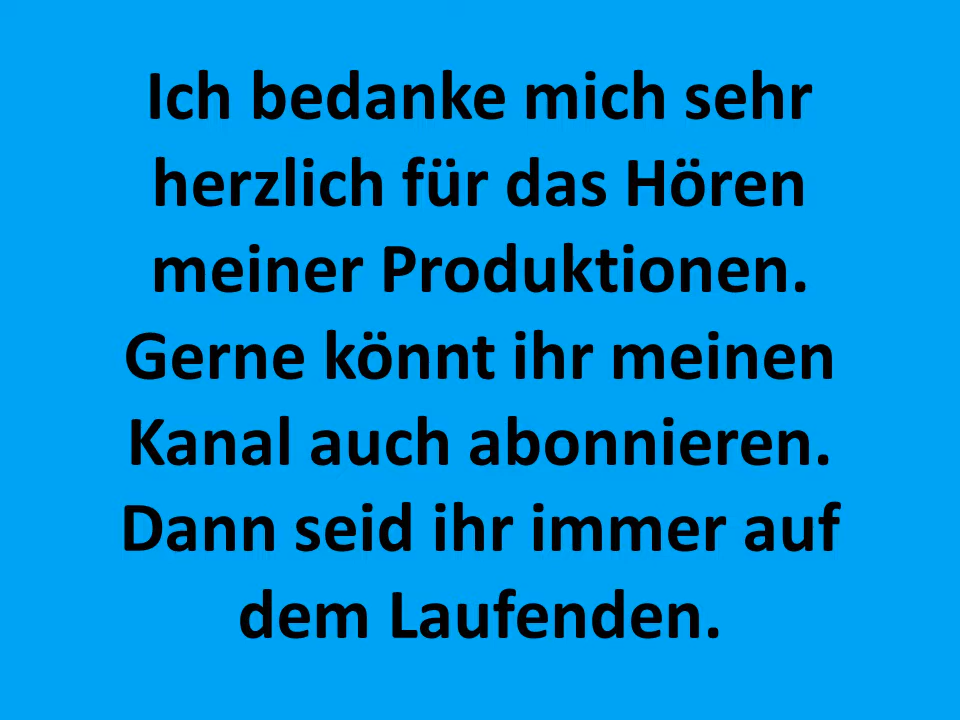 Ich bedanke mich sehr
herzlich für das Hören
meiner Produktionen.
Gerne könnt ihr meinen
Kanal auch abonnieren.
Dann seid ihr immer auf
dem Laufenden.